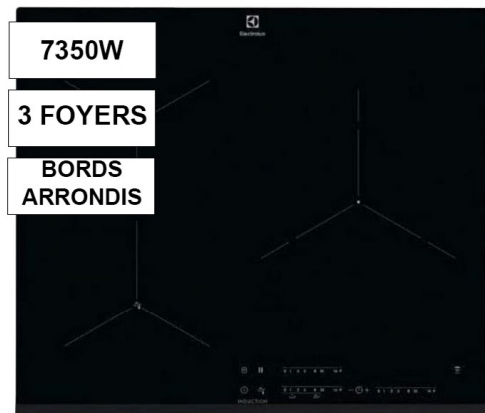 Electrolux
7350W
3 FOYERS
BORDS
ARRONDIS
INDUCTION